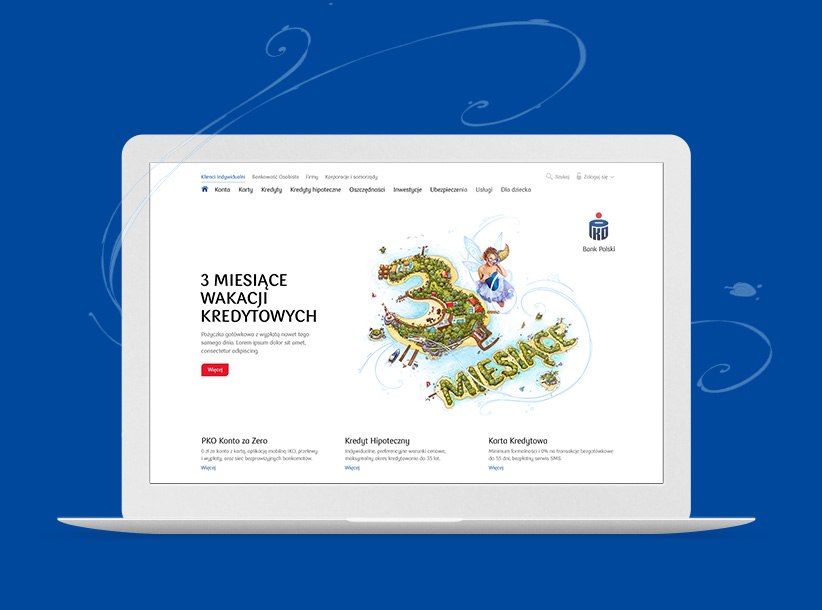 Klienci Indywidualni Bankowość Osobista Firmy Korporacje i samorządy Szukaj Zaloguj się
Konta Karty Kredyty Kredyty hipoteczne Oszczędności Inwestycje Ubezpieczenia Usługi Dla dziecka
PKO
Bank Polski
3 MIESIĄCE
WAKACJI
KREDYTOWYCH
Pożyczka gotówkowa z wypłatą nawet tego
samego dnia. Lorem ipsum dolor sit amet,
consectetur adipiscing.
Więcej
3
MIESIĄCE
PKO Konto za Zero
0 zł za konto z kartą, aplikację mobilną IKO, przelewy
i wypłaty, oraz sieć bezprowizyjnych bankomatów.
Więcej
Kredyt Hipoteczny
Indywidualne, preferencyjne warunki cenowe,
maksymalny okres kredytowania do 35 lat.
Więcej
Karta Kredytowa
Minimum formalności i 0% na transakcje bezgotówkowe
do 55 dni, bezpłatny serwis SMS.
Więcej